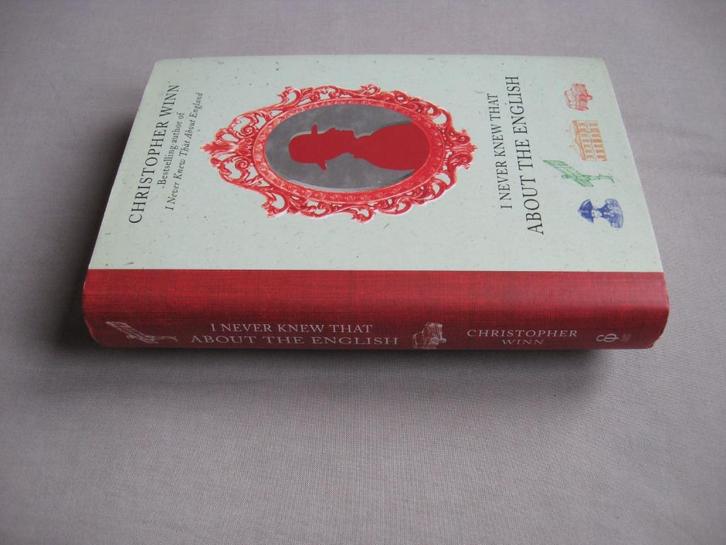 CHRISTOPHER WINN
Bestselling author of
I Never Knew That About England
I NEVER KNEW THAT
ABOUT THE ENGLISH
I NEVER KNEW THAT
ABOUT THE ENGLISH
CHRISTOPHER
WINN